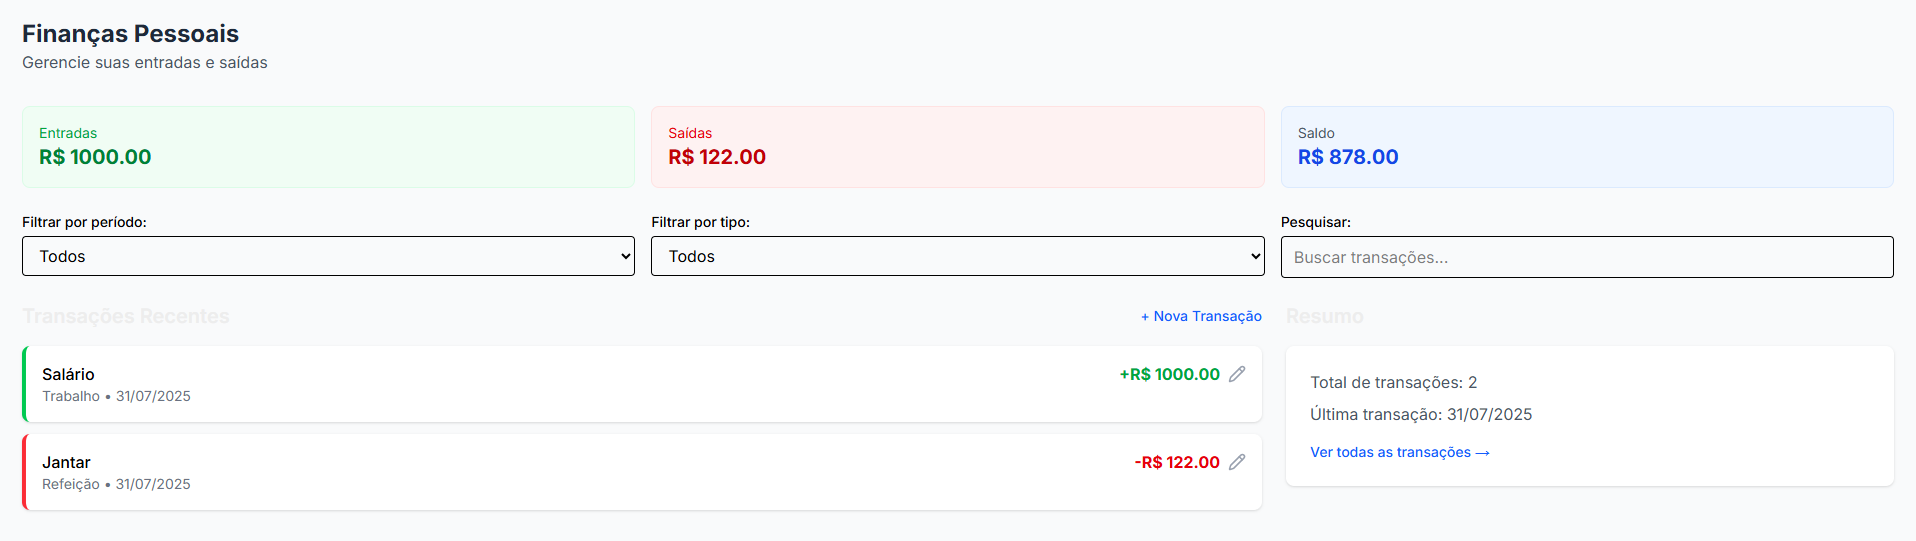 Finanças Pessoais
Gerencie suas entradas e saídas
Entradas
R$ 1000.00
Saídas
R$ 122.00
Saldo
R$ 878.00
Filtrar por período:
Todos
Filtrar por tipo:
Todos
Pesquisar:
Buscar transações...
Transações Recentes
+ Nova Transação
Salário
+R$ 1000.00
Trabalho • 31/07/2025
Jantar
-R$ 122.00
Refeição • 31/07/2025
Resumo
Total de transações: 2
Última transação: 31/07/2025
Ver todas as transações →